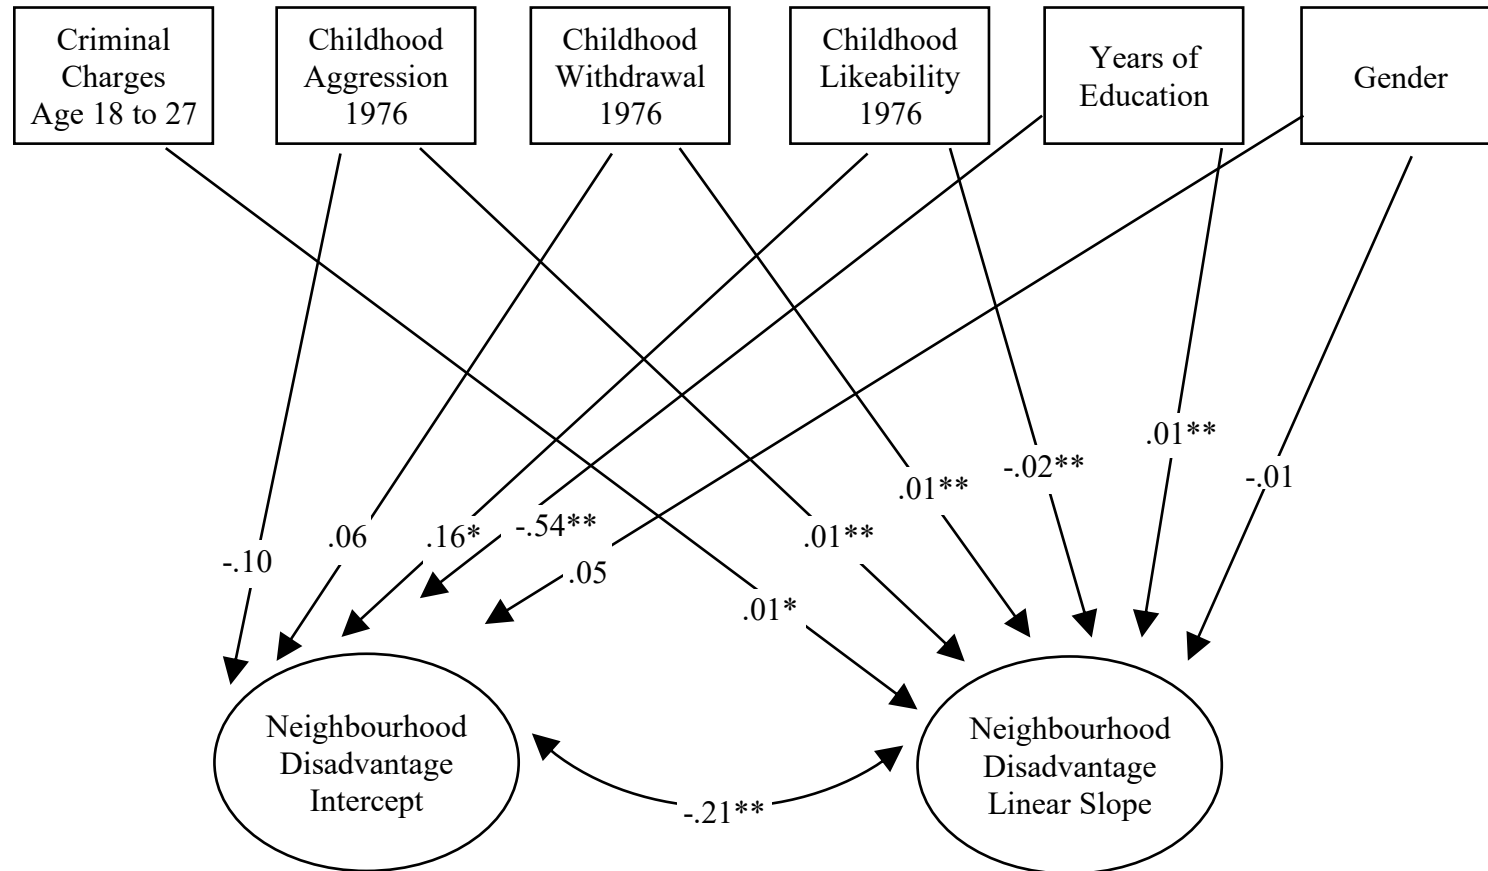 Criminal
Charges
Age 18 to 27
Childhood
Aggression
1976
Childhood
Withdrawal
1976
Childhood
Likeability
1976
Years of
Education
Gender
.01**
-.02**
-.01
.01**
-.54**
.06
.16*
.01**
-.10
.05
.01*
Neighbourhood
Disadvantage
Intercept
Neighbourhood
Disadvantage
Linear Slope
-.21**